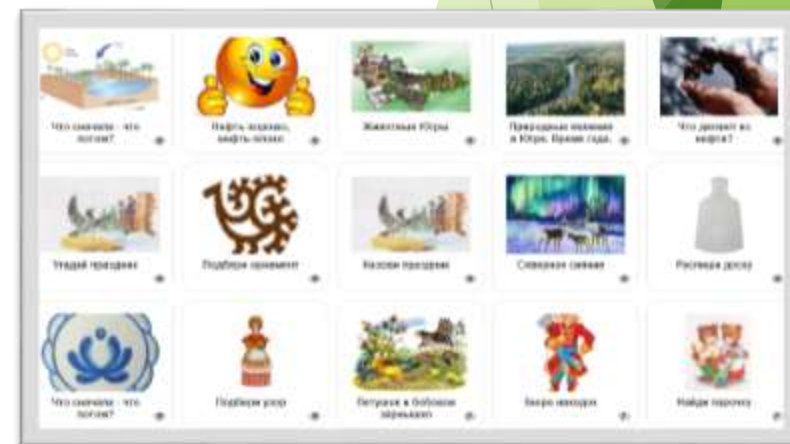 Что сначала - что
потом?
Нефть хорошо,
нефть плохо
Животные Югры
Природные явления
в Югре. Время года.
Что делают из
нефти?
Угадай праздник
Подбери орнамент
Назови праздник
Северное сияние
Распиши доску
Что сначала - что
потом?
Подбери узор
Петушок и бобовое
зернышко
Бюро находок
Найди парочку